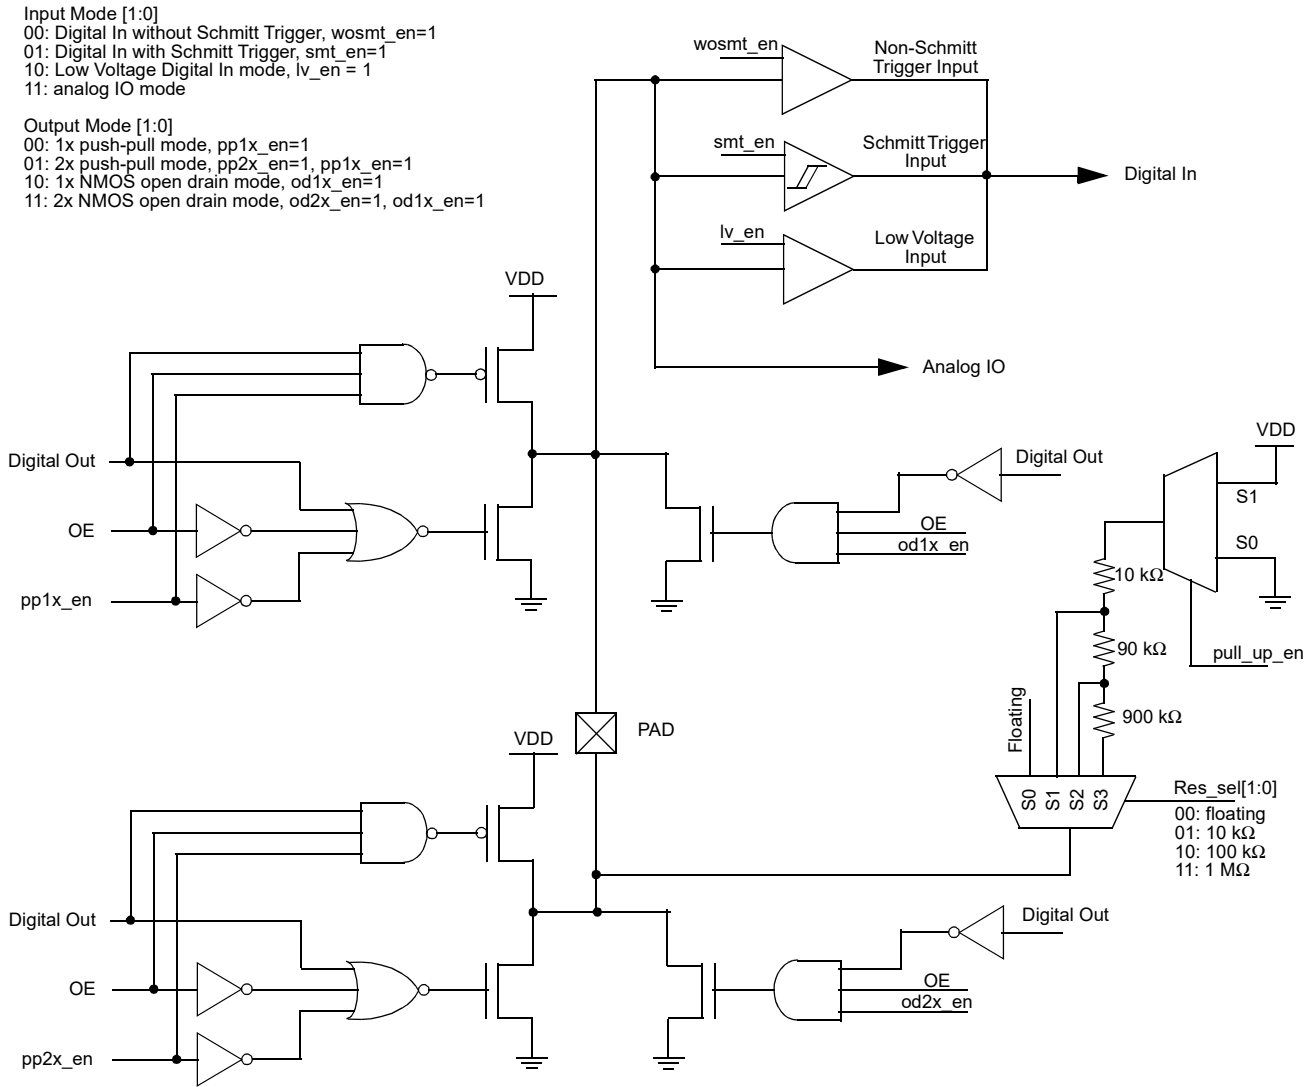 Input Mode [1:0]
00: Digital In without Schmitt Trigger, wosmt_en=1
01: Digital In with Schmitt Trigger, smt_en=1
10: Low Voltage Digital In mode, lv_en = 1
11: analog IO mode
Output Mode [1:0]
00: 1x push-pull mode, pp1x_en=1
01: 2x push-pull mode, pp2x_en=1, pp1x_en=1
10: 1x NMOS open drain mode, od1x_en=1
11: 2x NMOS open drain mode, od2x_en=1, od1x_en=1
wosmt_en
Non-Schmitt
Trigger Input
smt_en
Schmitt Trigger
Input
Digital In
lv_en
Low Voltage
Input
Analog IO
VDD
Digital Out
OE
pp1x_en
Digital Out
OE
od1x_en
VDD
S1
S0
10 kΩ
90 kΩ
pull_up_en
900 kΩ
Floating
S0
S1
S2
S3
Res_sel[1:0]
00: floating
01: 10 kΩ
10: 100 kΩ
11: 1 MΩ
PAD
VDD
Digital Out
OE
pp2x_en
Digital Out
OE
od2x_en